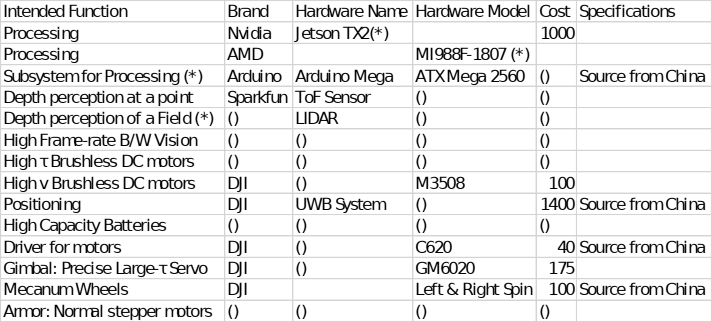 Intended Function Brand Hardware Name Hardware Model Cost Specifications
Processing Nvidia Jetson TX2(*) 1000
Processing AMD MI988F-1807 (*)
Subsystem for Processing (*) Arduino Arduino Mega ATX Mega 2560 () Source from China
Depth perception at a point Sparkfun ToF Sensor () ()
Depth perception of a Field (*) () LIDAR () ()
High Frame-rate B/W Vision () () () ()
High τ Brushless DC motors () () () ()
High v Brushless DC motors DJI M3508 100
Positioning DJI UWB System () 1400 Source from China
High Capacity Batteries () () () ()
Driver for motors DJI () C620 40 Source from China
Gimbal: Precise Large-τ Servo DJI () GM6020 175
Mecanum Wheels DJI Left & Right Spin 100 Source from China
Armor: Normal stepper motors () () () ()